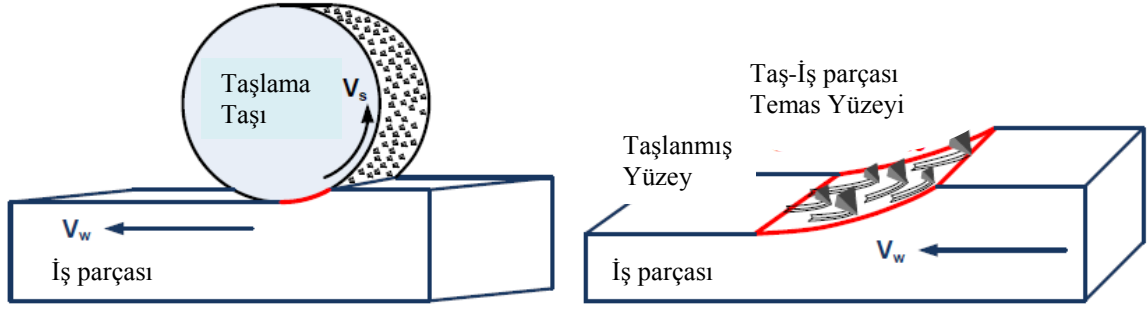 Taşlama
Taşı
Vs
Vw
İş parçası
Taş-İş parçası
Temas Yüzeyi
Taşlanmış
Yüzey
Vw
İş parçası